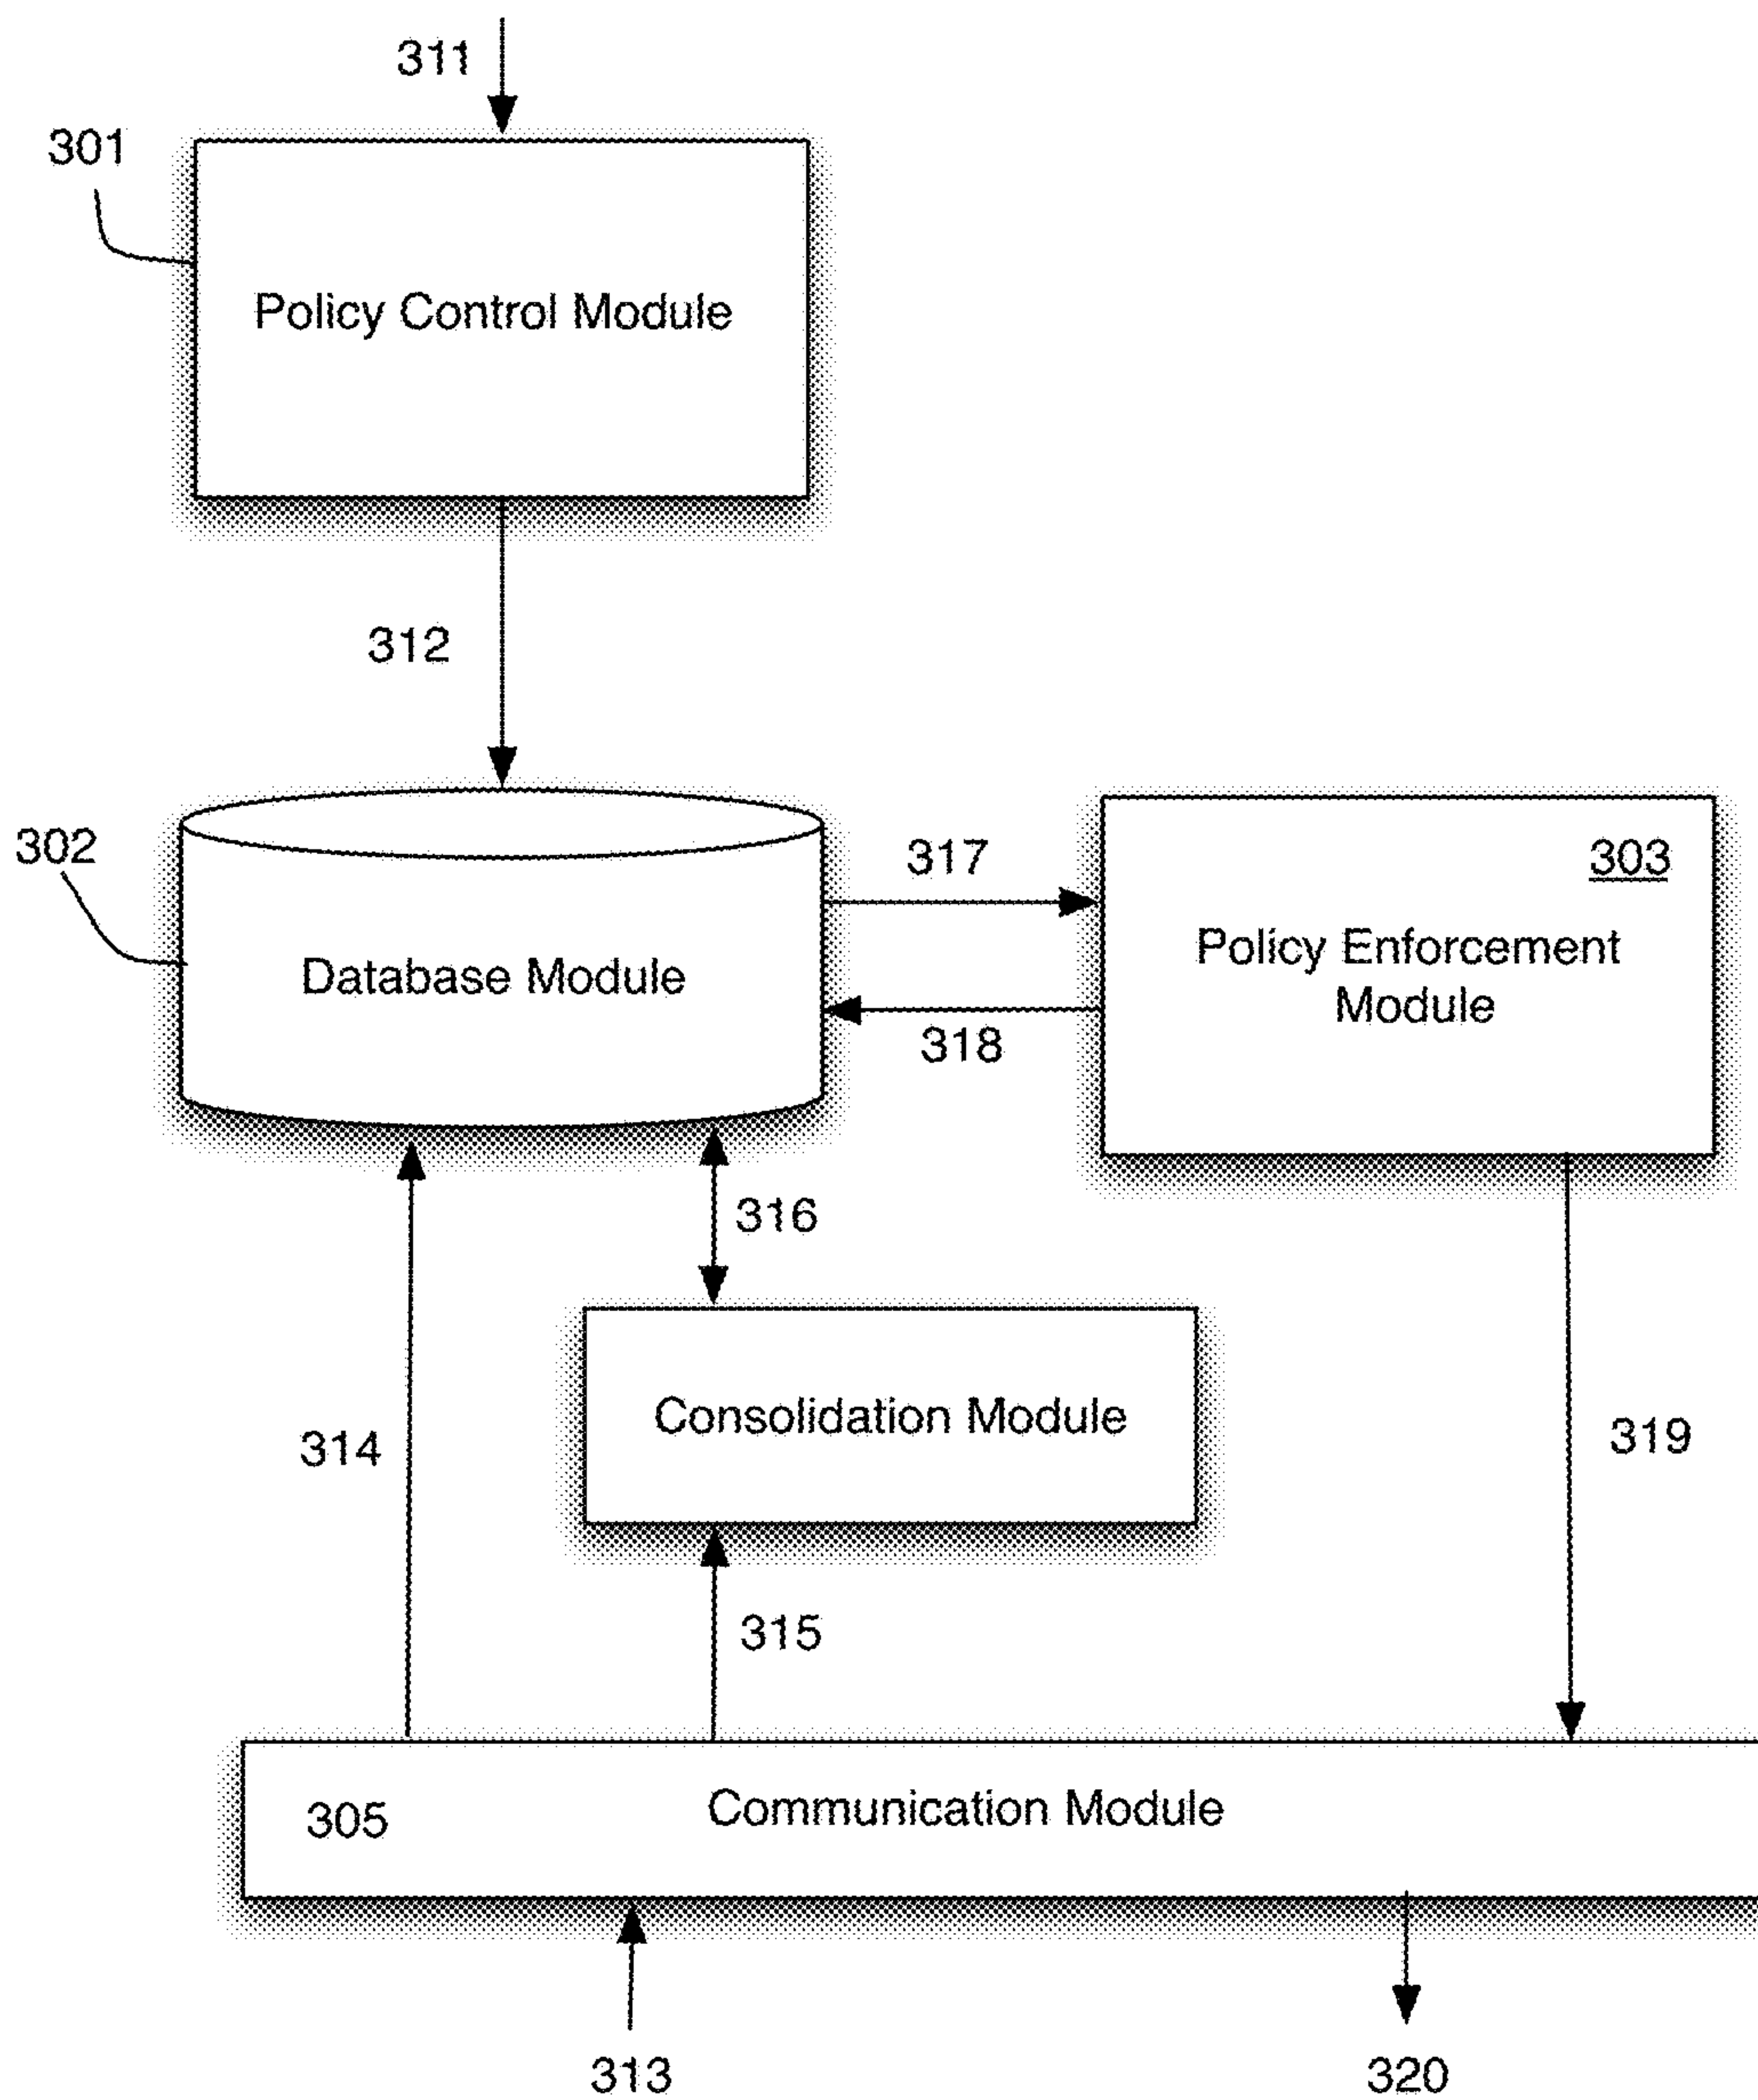 311
301
Policy Control Module
312
302
317
303
Policy Enforcement
Module
Database Module
318
316
Consolidation Module
314
319
315
305
Communication Module
313
320